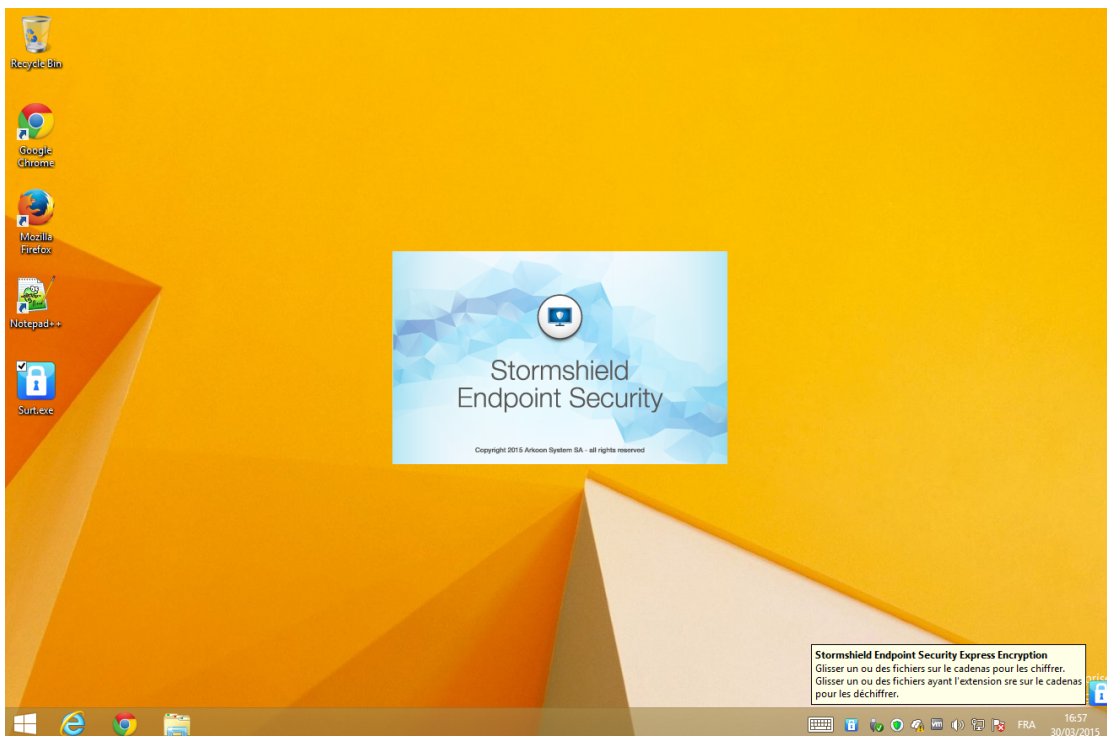 Recycle Bin
Google
Chrome
Mozilla
Firefox
Notepad++
Surt.exe
Stormshield
Endpoint Security
Copyright 2015 Arkoon System SA - all rights reserved
Stormshield Endpoint Security Express Encryption
Glisser un ou des fichiers sur le cadenas pour les chiffrer.
Glisser un ou des fichiers ayant l'extension sre sur le cadenas
pour les déchiffrer.
FRA
16:57
30/03/2015